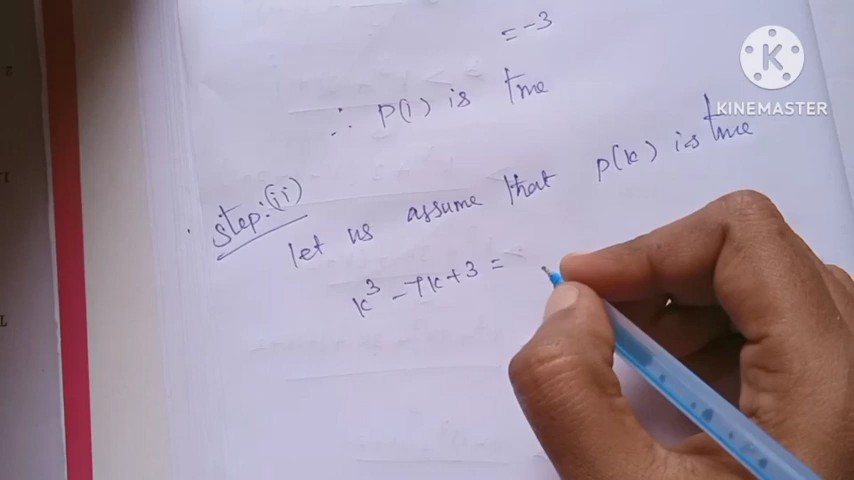 = -3
∴ P(1) is true
Step:(ii)
let us assume that p(k) is true
k³ - 7k + 3 =
KINEMASTER